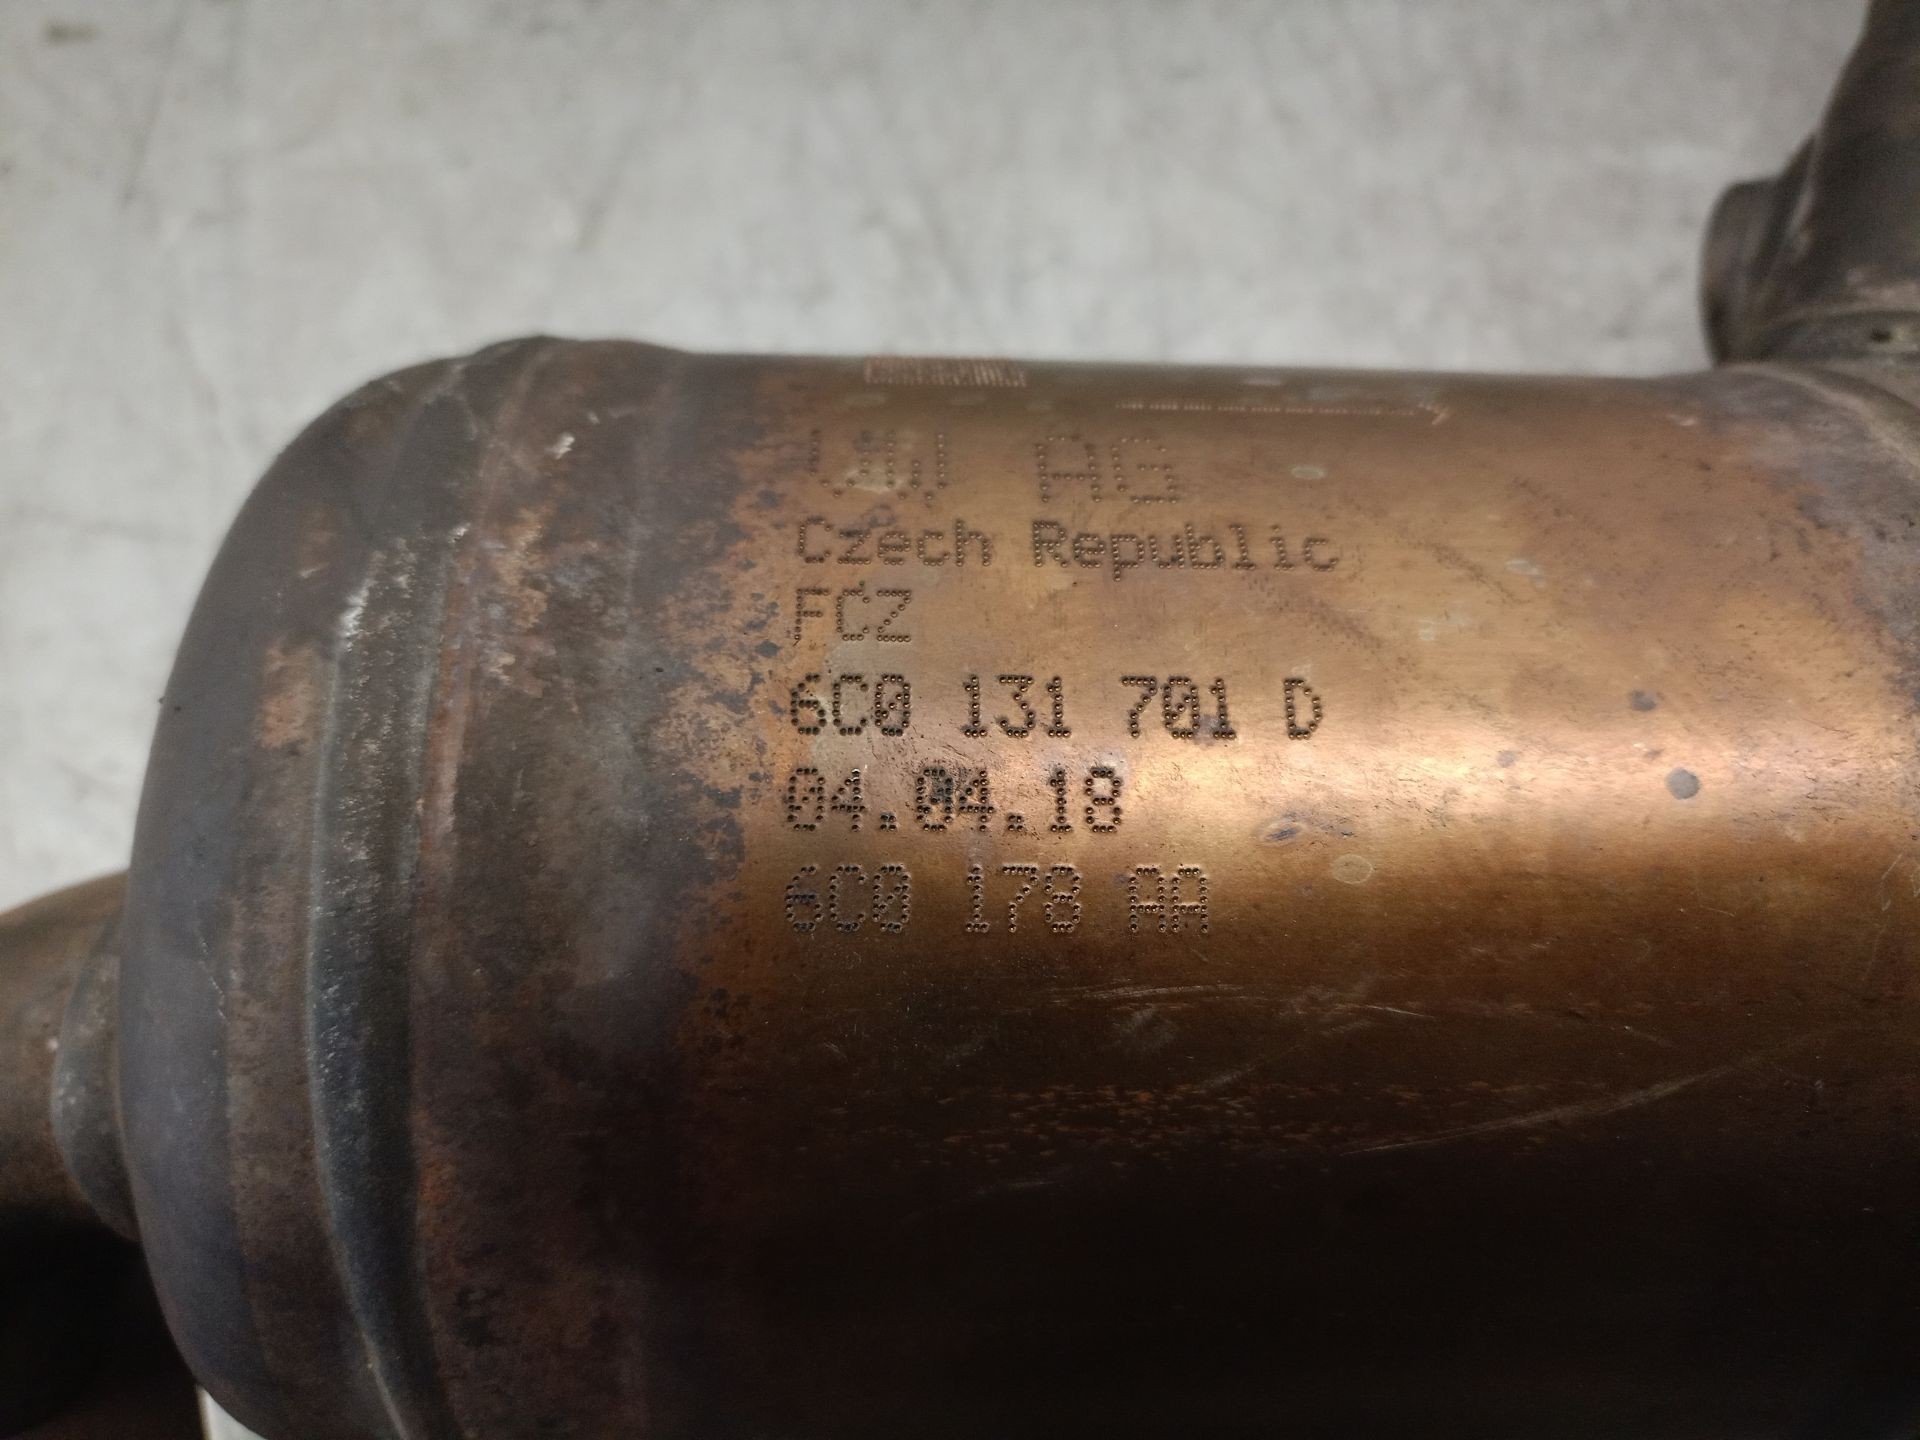 VW AG
Czech Republic
FCZ
6C0 131 701 D
04.04.18
6C0 178 AA